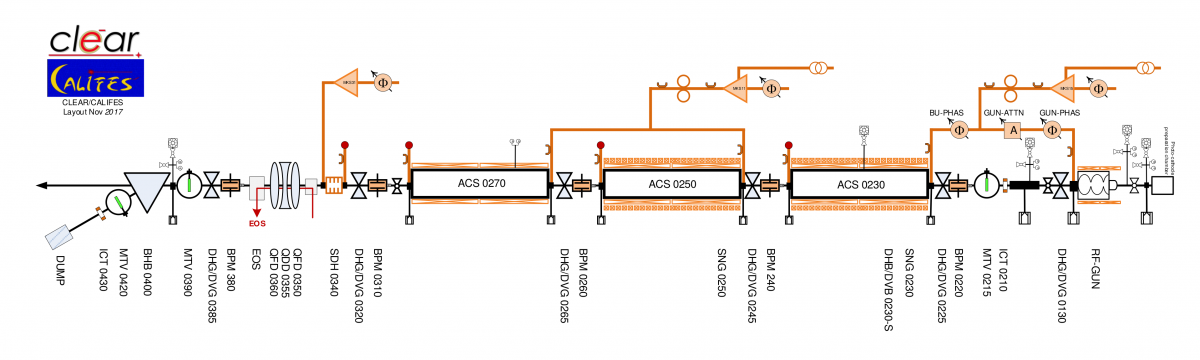 clear
CALIFES
CLEAR/CALIFES
Layout Nov 2017
BU-PHAS
GUN-ATTN
GUN-PHAS
Φ
Φ
Φ
Φ
A
Φ
Photo-cathode
preparation chamber
ACS 0270
ACS 0250
ACS 0230
EOS
DUMP
ICT 0430
MTV 0420
BHB 0400
MTV 0390
DHG/DVG 0385
BPM 380
EOS
QFD 0360
QDD 0355
QFD 0350
SDH 0340
DHG/DVG 0320
BPM 0310
DHG/DVG 0265
BPM 0260
SNG 0250
DHG/DVG 0245
BPM 240
DHB/DVB 0230-S
SNG 0230
DHG/DVG 0225
BPM 0220
MTV 0215
ICT 0210
DHG/DVG 0130
RF-GUN